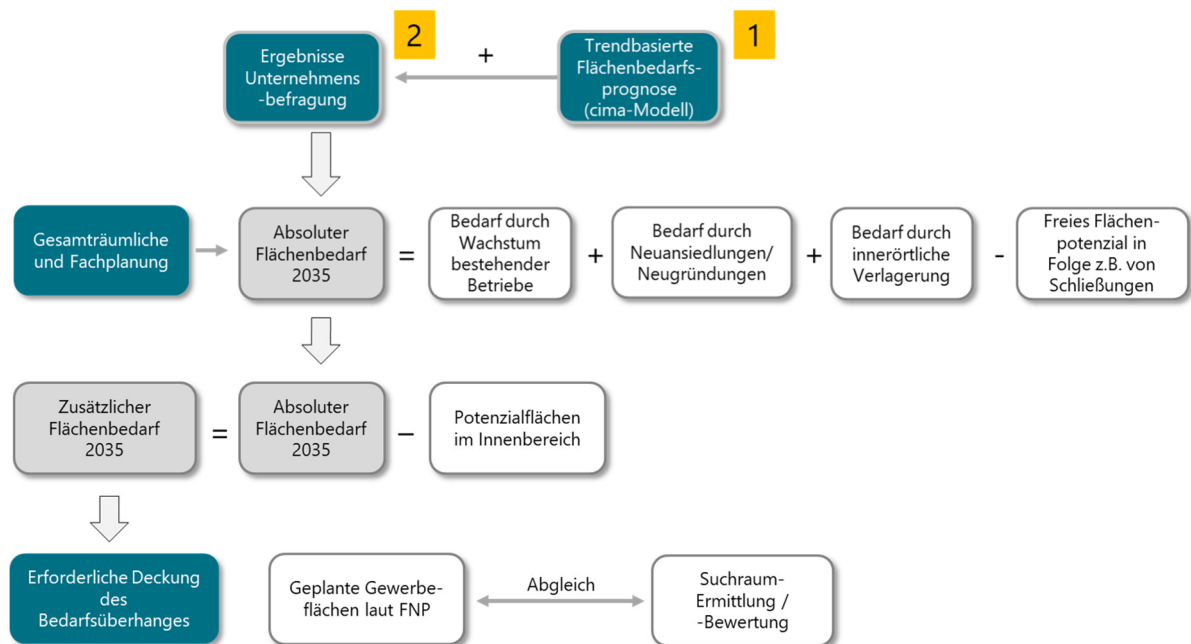 2
1
Ergebnisse
Unternehmens
-befragung
+
Trendbasierte
Flächenbedarfs-
prognose
(cima-Modell)
Gesamträumliche
und Fachplanung
Absoluter
Flächenbedarf
2035
=
Bedarf durch
Wachstum
bestehender
Betriebe
+
Bedarf durch
Neuansiedlungen/
Neugründungen
+
Bedarf durch
innerörtliche
Verlagerung
-
Freies Flächen-
potenzial in
Folge z.B. von
Schließungen
Zusätzlicher
Flächenbedarf
2035
=
Absoluter
Flächenbedarf
2035
–
Potenzialflächen
im Innenbereich
Erforderliche Deckung
des
Bedarfsüberhanges
Geplante Gewerbe-
flächen laut FNP
Abgleich
Suchraum-
Ermittlung /
-Bewertung